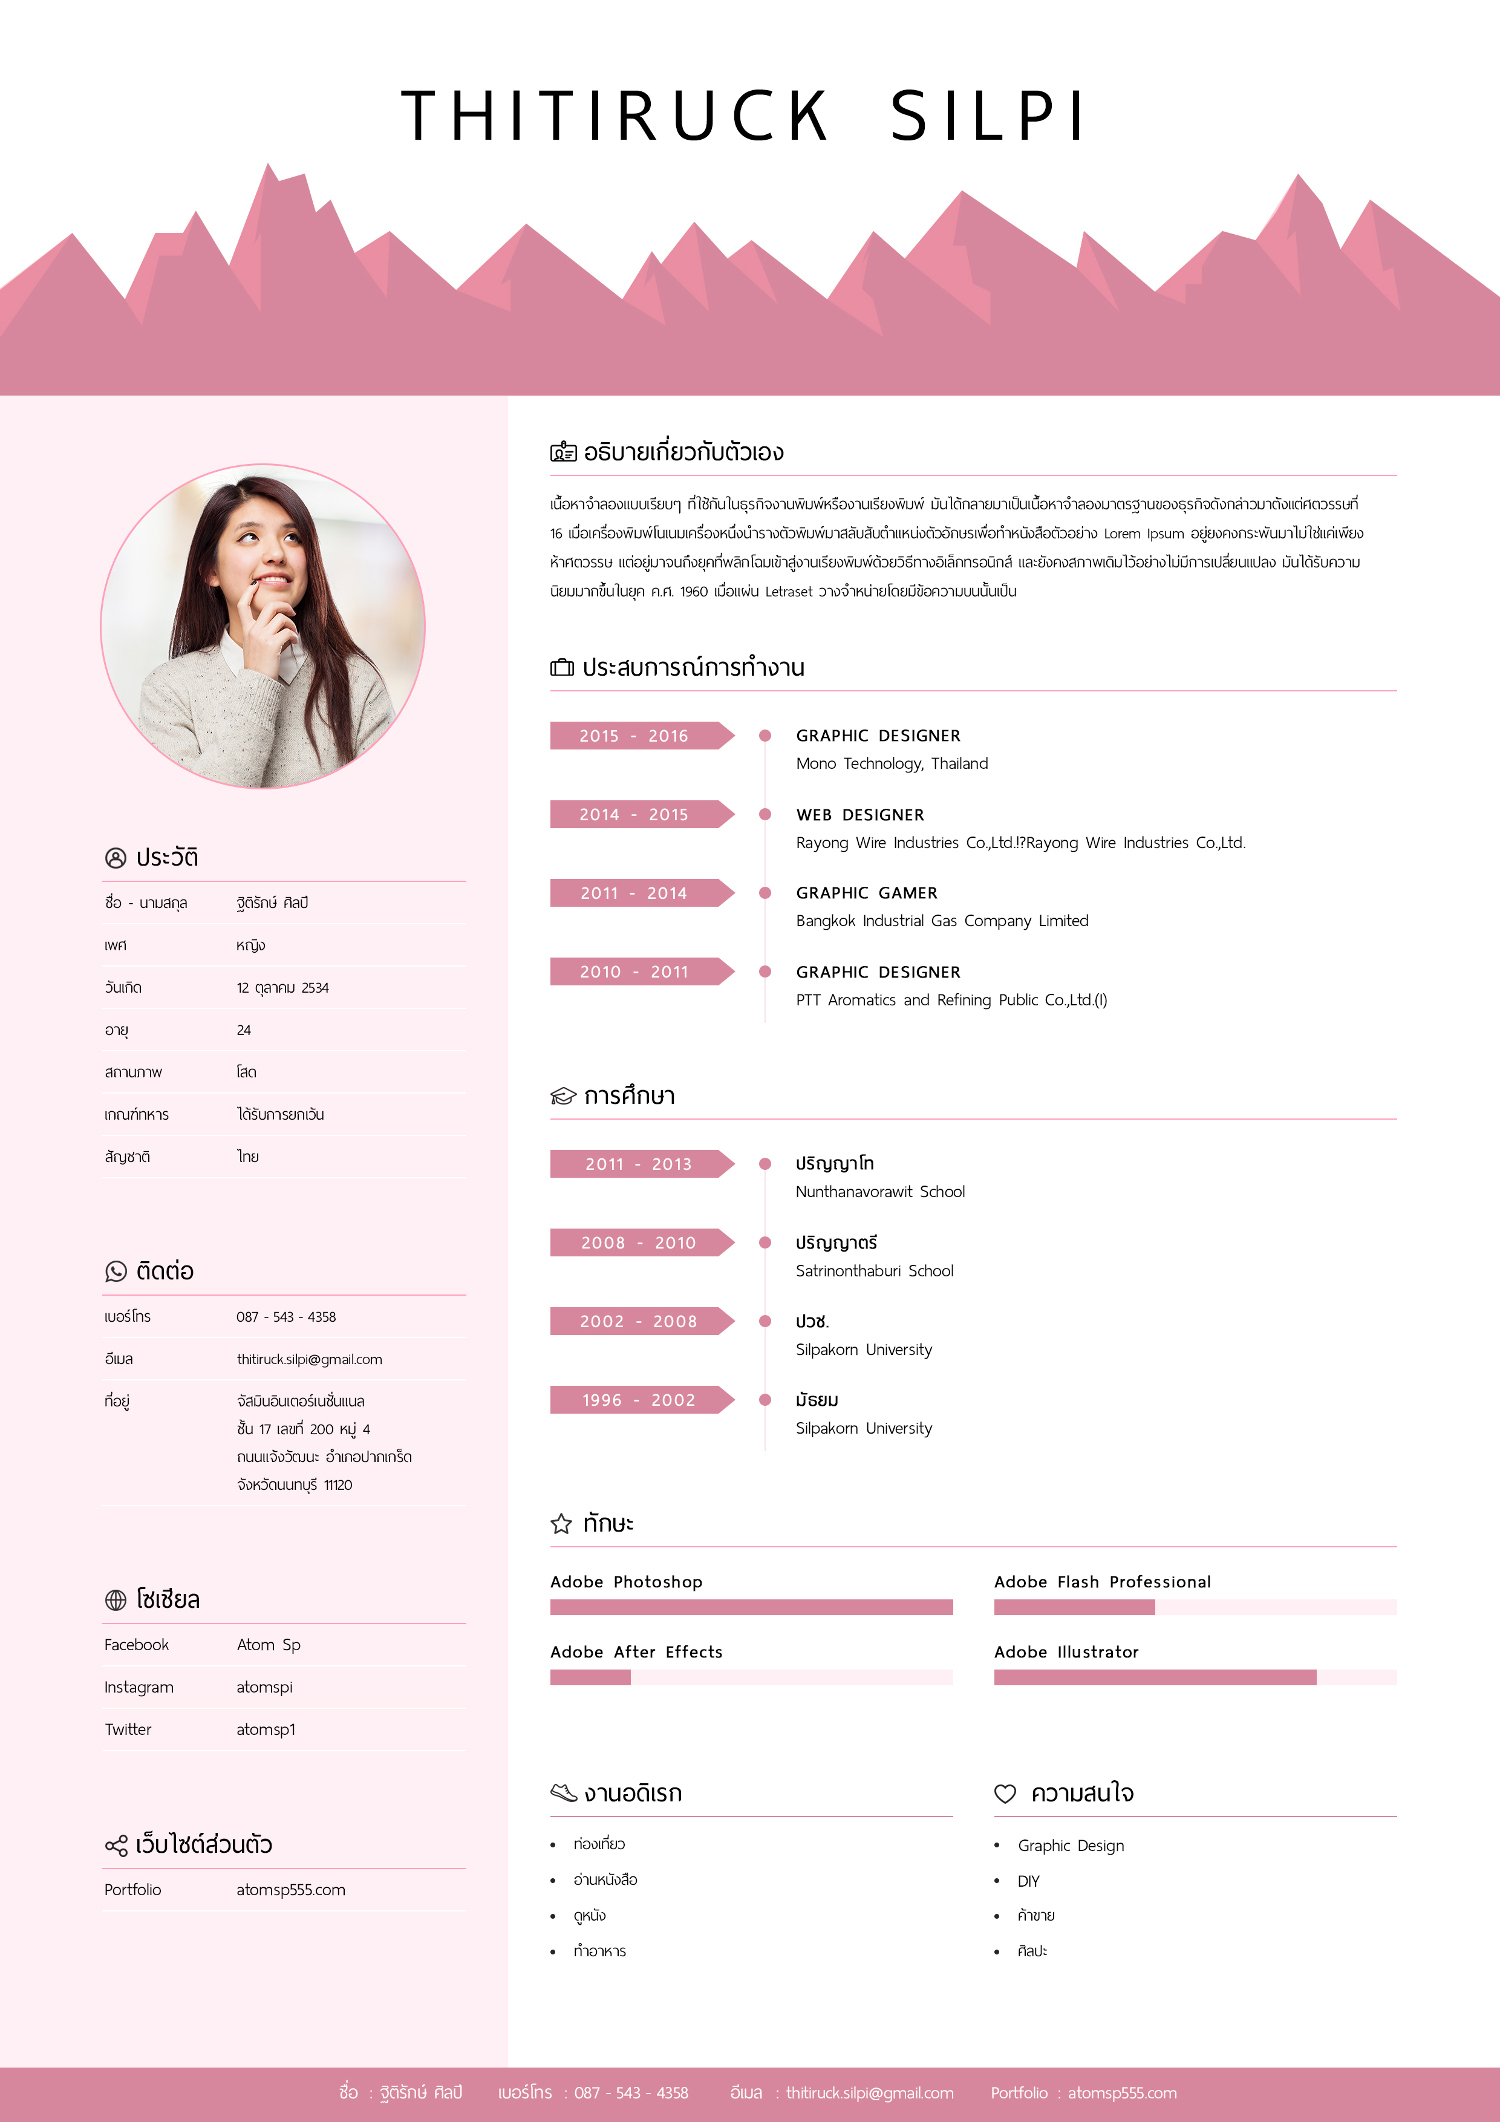 THITIRUCK SILPI
ประวัติ
ชื่อ - นามสกุล ฐิติรักษ์ ศิลปี
เพศ หญิง
วันเกิด 12 ตุลาคม 2534
อายุ 24
สถานภาพ โสด
เกณฑ์ทหาร ได้รับการยกเว้น
สัญชาติ ไทย
ติดต่อ
เบอร์โทร 087 - 543 - 4358
อีเมล thitiruck.silpi@gmail.com
ที่อยู่ จัสมินอินเตอร์เนชั่นแนล
ชั้น 17 เลขที่ 200 หมู่ 4
ถนนแจ้งวัฒนะ อำเภอปากเกร็ด
จังหวัดนนทบุรี 11120
โซเชียล
Facebook Atom Sp
Instagram atomspi
Twitter atomsp1
เว็บไซต์ส่วนตัว
Portfolio atomsp555.com
อธิบายเกี่ยวกับตัวเอง
เนื้อหาจำลองแบบเรียบๆ ที่ใช้กันในธุรกิจงานพิมพ์หรืองานเรียงพิมพ์ มันได้กลายมาเป็นเนื้อหาจำลองมาตรฐานของธุรกิจดังกล่าวมาตั้งแต่ศตวรรษที่
16 เมื่อเครื่องพิมพ์โนเนมเครื่องหนึ่งนำรางตัวพิมพ์มาสลับสับตำแหน่งตัวอักษรเพื่อทำหนังสือตัวอย่าง Lorem Ipsum อยู่ยงคงกระพันมาไม่ใช่แค่เพียง
ห้าศตวรรษ แต่อยู่มาจนถึงยุคที่พลิกโฉมเข้าสู่งานเรียงพิมพ์ด้วยวิธีทางอิเล็กทรอนิกส์ และยังคงสภาพเดิมไว้อย่างไม่มีการเปลี่ยนแปลง มันได้รับความ
นิยมมากขึ้นในยุค ค.ศ. 1960 เมื่อแผ่น Letraset วางจำหน่ายโดยมีข้อความบนนั้นเป็น
ประสบการณ์การทำงาน
2015 - 2016 GRAPHIC DESIGNER
Mono Technology, Thailand
2014 - 2015 WEB DESIGNER
Rayong Wire Industries Co.,Ltd.!?Rayong Wire Industries Co.,Ltd.
2011 - 2014 GRAPHIC GAMER
Bangkok Industrial Gas Company Limited
2010 - 2011 GRAPHIC DESIGNER
PTT Aromatics and Refining Public Co.,Ltd.(I)
การศึกษา
2011 - 2013 ปริญญาโท
Nunthanavorawit School
2008 - 2010 ปริญญาตรี
Satrinonthaburi School
2002 - 2008 ปวช.
Silpakorn University
1996 - 2002 มัธยม
Silpakorn University
ทักษะ
Adobe Photoshop Adobe Flash Professional
Adobe After Effects Adobe Illustrator
งานอดิเรก
• ท่องเที่ยว
• อ่านหนังสือ
• ดูหนัง
• ทำอาหาร
ความสนใจ
• Graphic Design
• DIY
• ค้าขาย
• ศิลปะ
ชื่อ : ฐิติรักษ์ ศิลปี เบอร์โทร : 087 - 543 - 4358 อีเมล : thitiruck.silpi@gmail.com Portfolio : atomsp555.com